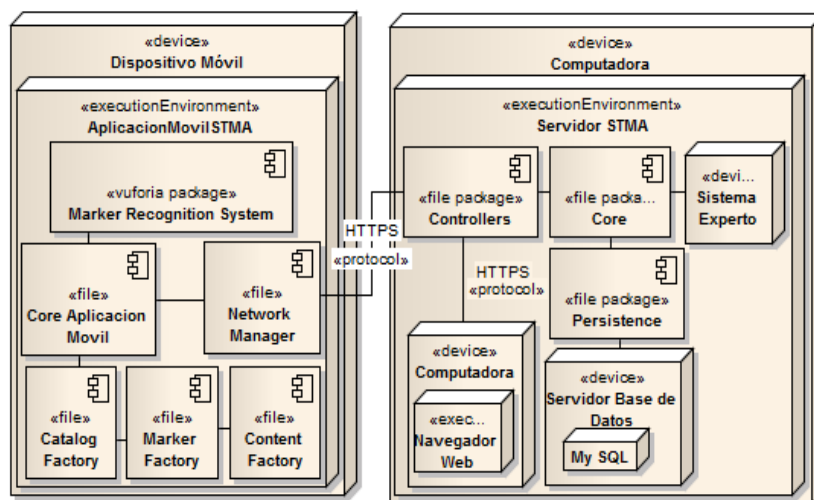 «device»
Dispositivo Móvil
«executionEnvironment»
AplicacionMovilSTMA
«vuforia package»
Marker Recognition System
«file»
Core Aplicacion
Movil
«file»
Network
Manager
«file»
Catalog
Factory
«file»
Marker
Factory
«file»
Content
Factory
HTTPS
«protocol»
«device»
Computadora
«executionEnvironment»
Servidor STMA
«file package»
Controllers
«file packa...
Core
«devi...
Sistema
Experto
HTTPS
«protocol»
«file package»
Persistence
«device»
Computadora
«exec...
Navegador
Web
«device»
Servidor Base de
Datos
My SQL